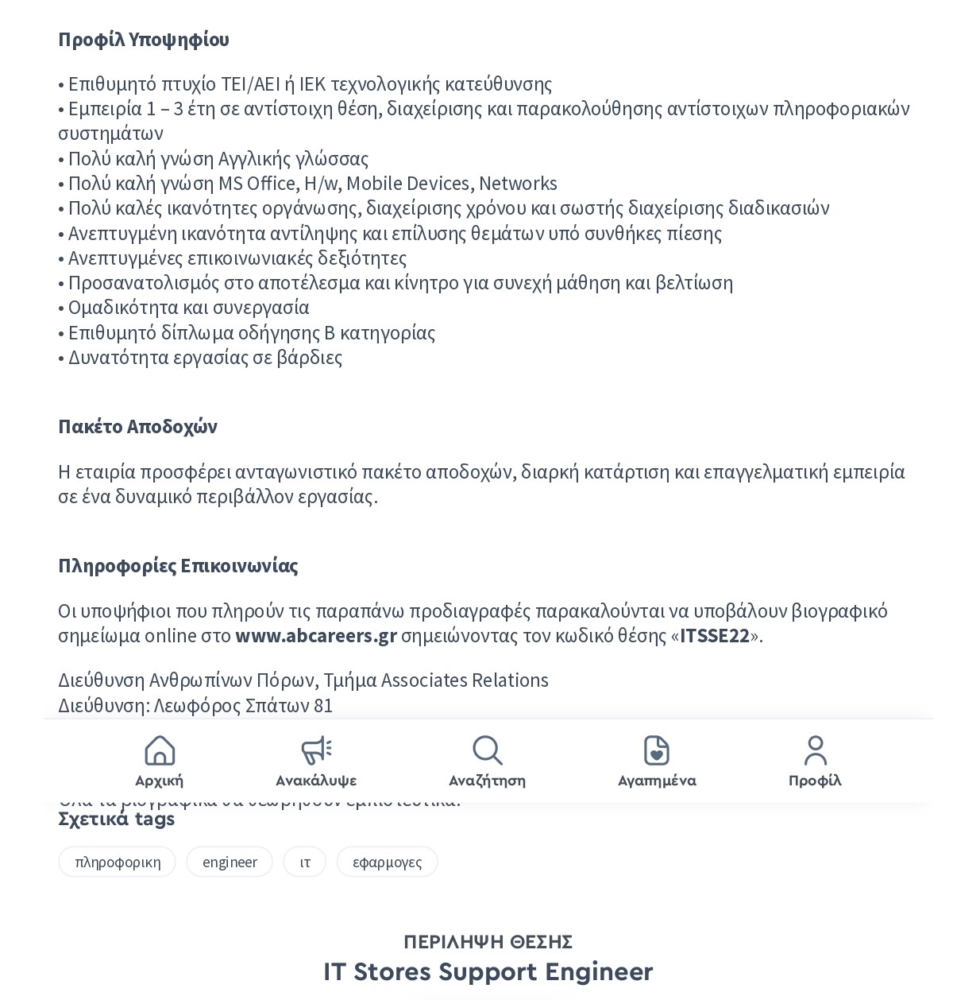 Προφίλ Υποψηφίου
• Επιθυμητό πτυχίο ΤΕΙ/ΑΕΙ ή ΙΕΚ τεχνολογικής κατεύθυνσης
• Εμπειρία 1 – 3 έτη σε αντίστοιχη θέση, διαχείρισης και παρακολούθησης αντίστοιχων πληροφοριακών
συστημάτων
• Πολύ καλή γνώση Αγγλικής γλώσσας
• Πολύ καλή γνώση MS Office, H/w, Mobile Devices, Networks
• Πολύ καλές ικανότητες οργάνωσης, διαχείρισης χρόνου και σωστής διαχείρισης διαδικασιών
• Ανεπτυγμένη ικανότητα αντίληψης και επίλυσης θεμάτων υπό συνθήκες πίεσης
• Ανεπτυγμένες επικοινωνιακές δεξιότητες
• Προσανατολισμός στο αποτέλεσμα και κίνητρο για συνεχή μάθηση και βελτίωση
• Ομαδικότητα και συνεργασία
• Επιθυμητό δίπλωμα οδήγησης Β κατηγορίας
• Δυνατότητα εργασίας σε βάρδιες
Πακέτο Αποδοχών
Η εταιρία προσφέρει ανταγωνιστικό πακέτο αποδοχών, διαρκή κατάρτιση και επαγγελματική εμπειρία
σε ένα δυναμικό περιβάλλον εργασίας.
Πληροφορίες Επικοινωνίας
Οι υποψήφιοι που πληρούν τις παραπάνω προδιαγραφές παρακαλούνται να υποβάλουν βιογραφικό
σημείωμα online στο www.abcareers.gr σημειώνοντας τον κωδικό θέσης «ITSSE22».
Διεύθυνση Ανθρωπίνων Πόρων, Τμήμα Associates Relations
Διεύθυνση: Λεωφόρος Σπάτων 81
Αρχική Ανακάλυψε Αναζήτηση Αγαπημένα Προφίλ
Σχετικά tags
πληροφορικη engineer ιτ εφαρμογες
ΠΕΡΙΛΗΨΗ ΘΕΣΗΣ
IT Stores Support Engineer